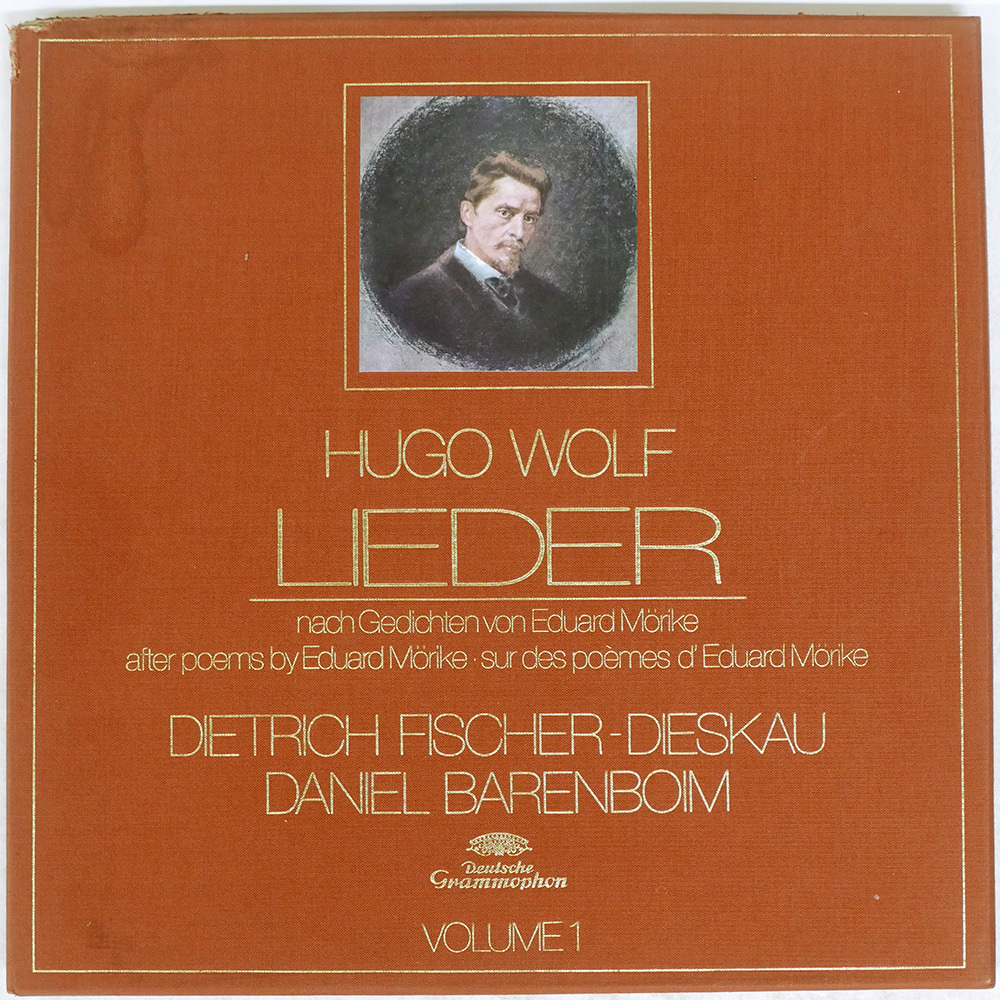 HUGO WOLF
LIEDER
nach Gedichten von Eduard Mörike
after poems by Eduard Mörike · sur des poèmes d'Eduard Mörike
DIETRICH FISCHER-DIESKAU
DANIEL BARENBOIM
Deutsche
Grammophon
VOLUME 1